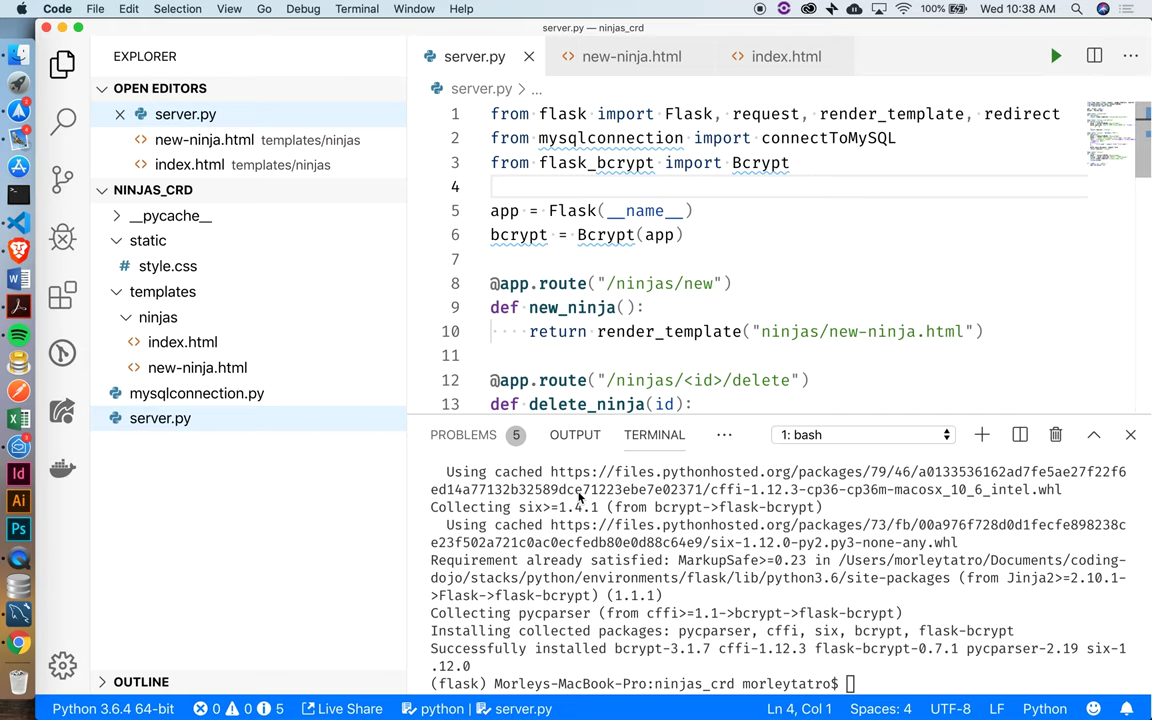 Code File Edit Selection View Go Debug Terminal Window Help 100% Wed 10:38 AM
server.py — ninjas_crd
EXPLORER
OPEN EDITORS
server.py
new-ninja.html templates/ninjas
index.html templates/ninjas
NINJAS_CRD
__pycache__
static
# style.css
templates
ninjas
index.html
new-ninja.html
mysqlconnection.py
server.py
OUTLINE
server.py new-ninja.html index.html
server.py > ...
1 from flask import Flask, request, render_template, redirect
2 from mysqlconnection import connectToMySQL
3 from flask_bcrypt import Bcrypt
4
5 app = Flask(__name__)
6 bcrypt = Bcrypt(app)
7
8 @app.route("/ninjas/new")
9 def new_ninja():
10 return render_template("ninjas/new-ninja.html")
11
12 @app.route("/ninjas/<id>/delete")
13 def delete_ninja(id):
PROBLEMS 5 OUTPUT TERMINAL ... 1: bash
Using cached https://files.pythonhosted.org/packages/79/46/a0133536162ad7fe5ae27f22f6
ed14a77132b32589dce71223ebe7e02371/cffi-1.12.3-cp36-cp36m-macosx_10_6_intel.whl
Collecting six>=1.4.1 (from bcrypt->flask-bcrypt)
Using cached https://files.pythonhosted.org/packages/73/fb/00a976f728d0d1fecfe898238c
e23f502a721c0ac0ecfedb80e0d88c64e9/six-1.12.0-py2.py3-none-any.whl
Requirement already satisfied: MarkupSafe>=0.23 in /Users/morleytatro/Documents/coding-
dojo/stacks/python/environments/flask/lib/python3.6/site-packages (from Jinja2>=2.10.1-
>Flask->flask-bcrypt) (1.1.1)
Collecting pycparser (from cffi>=1.1->bcrypt->flask-bcrypt)
Installing collected packages: pycparser, cffi, six, bcrypt, flask-bcrypt
Successfully installed bcrypt-3.1.7 cffi-1.12.3 flask-bcrypt-0.7.1 pycparser-2.19 six-1
.12.0
(flask) Morleys-MacBook-Pro:ninjas_crd morleytatro$
Python 3.6.4 64-bit 0 0 5 Live Share python | server.py Ln 4, Col 1 Spaces: 4 UTF-8 LF Python